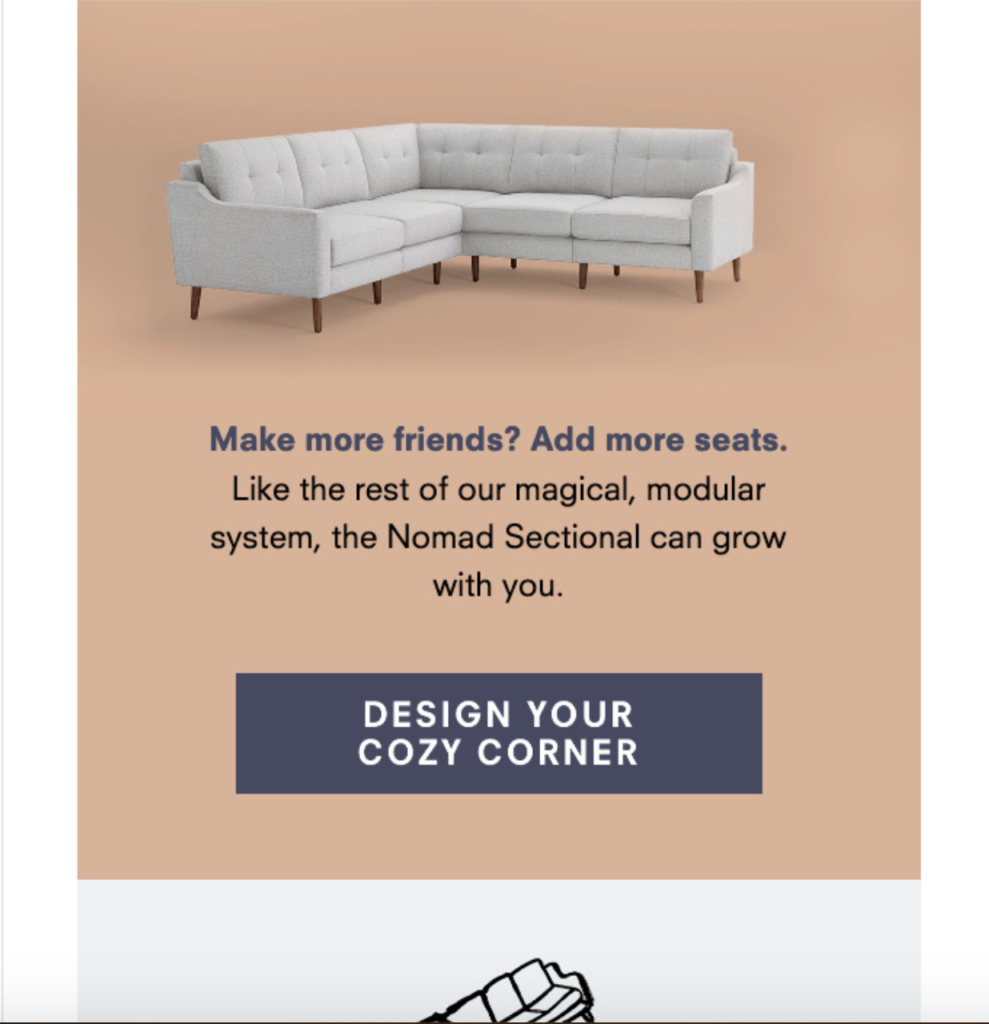 Make more friends? Add more seats.
Like the rest of our magical, modular
system, the Nomad Sectional can grow
with you.
DESIGN YOUR
COZY CORNER